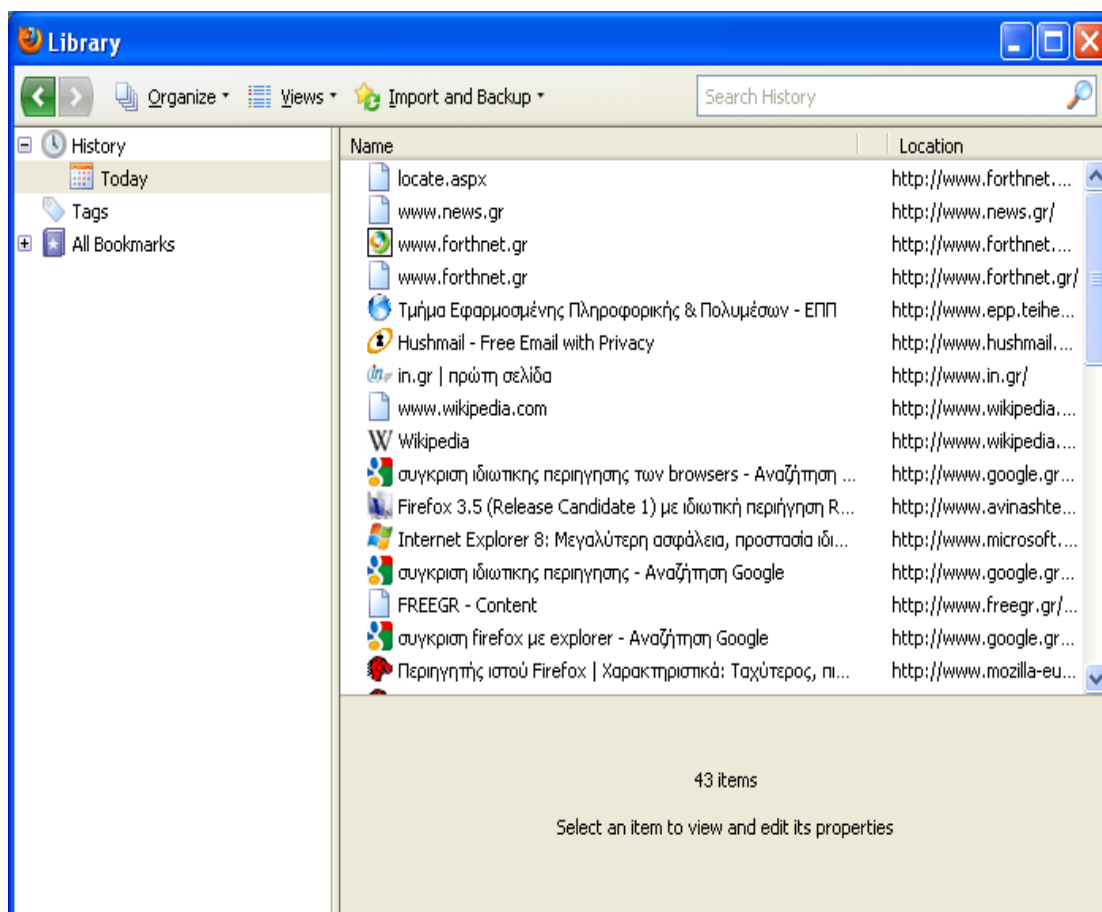 Library
Organize Views Import and Backup Search History
History
Today
Tags
All Bookmarks
Name Location
locate.aspx http://www.forthnet....
www.news.gr http://www.news.gr/
www.forthnet.gr http://www.forthnet....
www.forthnet.gr http://www.forthnet.gr/
Τμήμα Εφαρμοσμένης Πληροφορικής & Πολυμέσων - ΕΠΠ http://www.epp.teihe...
Hushmail - Free Email with Privacy http://www.hushmail....
in.gr | πρώτη σελίδα http://www.in.gr/
www.wikipedia.com http://www.wikipedia....
Wikipedia http://www.wikipedia....
συγκριση ιδιωτικης περιηγησης των browsers - Αναζήτηση ... http://www.google.gr...
Firefox 3.5 (Release Candidate 1) με ιδιωτική περιήγηση R... http://www.avinashte...
Internet Explorer 8: Μεγαλύτερη ασφάλεια, προστασία ιδι... http://www.microsoft....
συγκριση ιδιωτικης περιηγησης - Αναζήτηση Google http://www.google.gr...
FREEGR - Content http://www.freegr.gr/...
συγκριση firefox με explorer - Αναζήτηση Google http://www.google.gr...
Περιηγητής ιστού Firefox | Χαρακτηριστικά: Ταχύτερος, πι... http://www.mozilla-eu...
43 items
Select an item to view and edit its properties